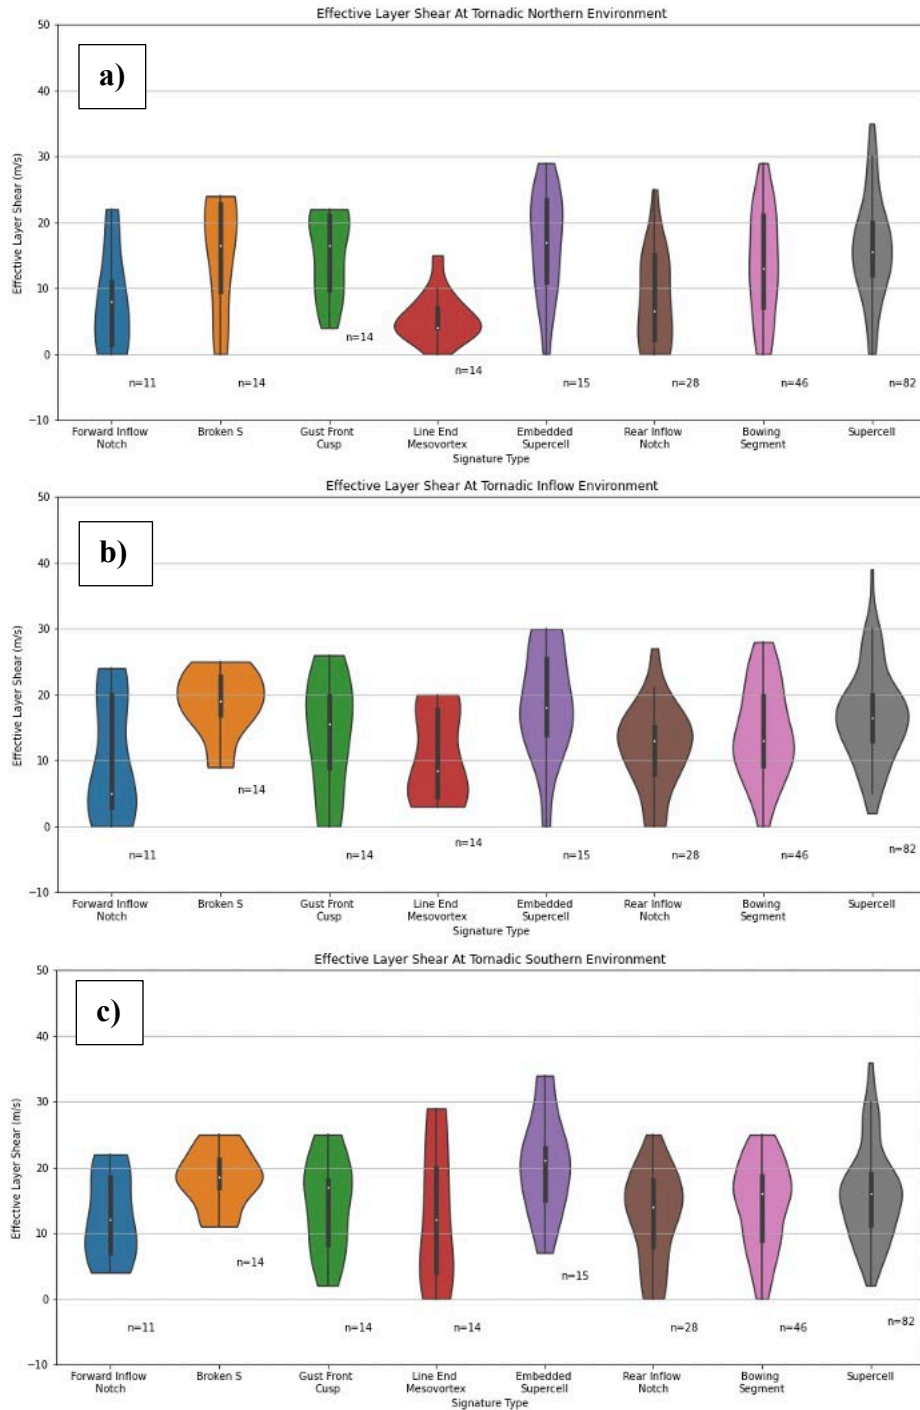 Effective Layer Shear At Tornadic Northern Environment
a)
50
40
30
20
10
0
−10
Effective Layer Shear (m/s)
n=11
n=14
n=14
n=14
n=15
n=28
n=46
n=82
Forward Inflow
Notch
Broken S
Gust Front
Cusp
Line End
Mesovortex
Embedded
Supercell
Rear Inflow
Notch
Bowing
Segment
Supercell
Signature Type
Effective Layer Shear At Tornadic Inflow Environment
b)
50
40
30
20
10
0
−10
Effective Layer Shear (m/s)
n=11
n=14
n=14
n=14
n=15
n=28
n=46
n=82
Forward Inflow
Notch
Broken S
Gust Front
Cusp
Line End
Mesovortex
Embedded
Supercell
Rear Inflow
Notch
Bowing
Segment
Supercell
Signature Type
Effective Layer Shear At Tornadic Southern Environment
c)
50
40
30
20
10
0
−10
Effective Layer Shear (m/s)
n=11
n=14
n=14
n=14
n=15
n=28
n=46
n=82
Forward Inflow
Notch
Broken S
Gust Front
Cusp
Line End
Mesovortex
Embedded
Supercell
Rear Inflow
Notch
Bowing
Segment
Supercell
Signature Type